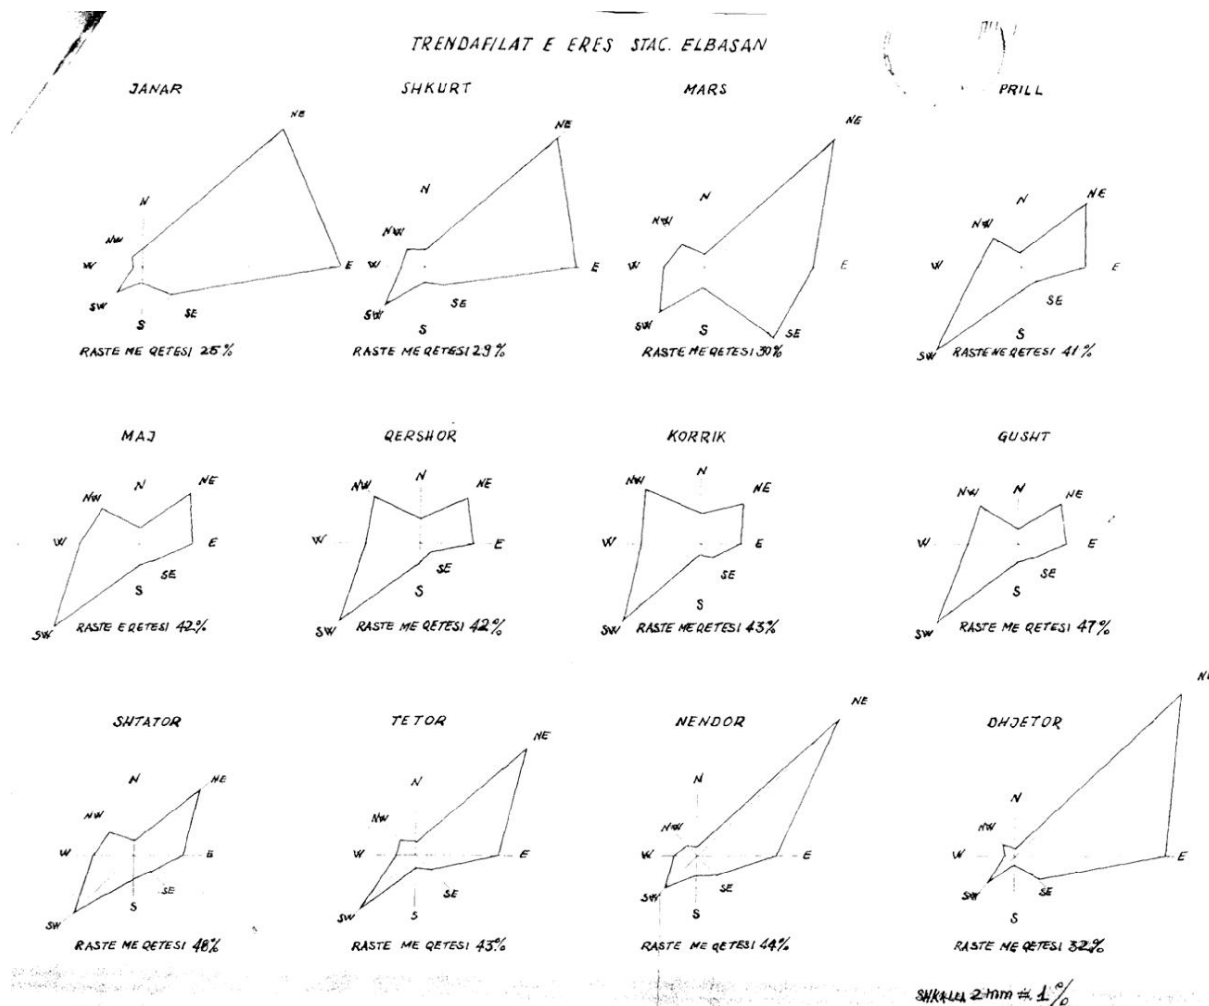 TRENDAFILAT E ERES STAC. ELBASAN
JANAR
NE
N
NW
W
E
SW
SE
S
RASTE ME QETESI 25%
SHKURT
NE
N
NW
W
E
SE
SW
S
RASTE ME QETESI 29%
MARS
NE
N
NW
W
E
SW
S
SE
RASTE ME QETESI 30%
PRILL
NE
N
NW
W
E
SE
S
SW
RASTE NE QETESI 41%
MAJ
NE
N
NW
W
E
SE
S
SW
RASTE E QETESI 42%
QERSHOR
N
NW
NE
W
E
SE
S
SW
RASTE ME QETESI 42%
KORRIK
N
NW
NE
W
E
SE
S
SW
RASTE ME QETESI 43%
GUSHT
N
NW
NE
W
E
SE
S
SW
RASTE ME QETESI 47%
SHTATOR
N
NE
NW
W
E
SE
S
SW
RASTE ME QETESI 48%
TETOR
NE
N
NW
W
E
SE
S
SW
RASTE ME QETESI 43%
NENDOR
NE
N
NW
W
E
SE
SW
S
RASTE ME QETESI 44%
DHJETOR
NE
N
NW
W
E
SE
SW
S
RASTE ME QETESI 32%
SHKALLA 2 mm = 1%